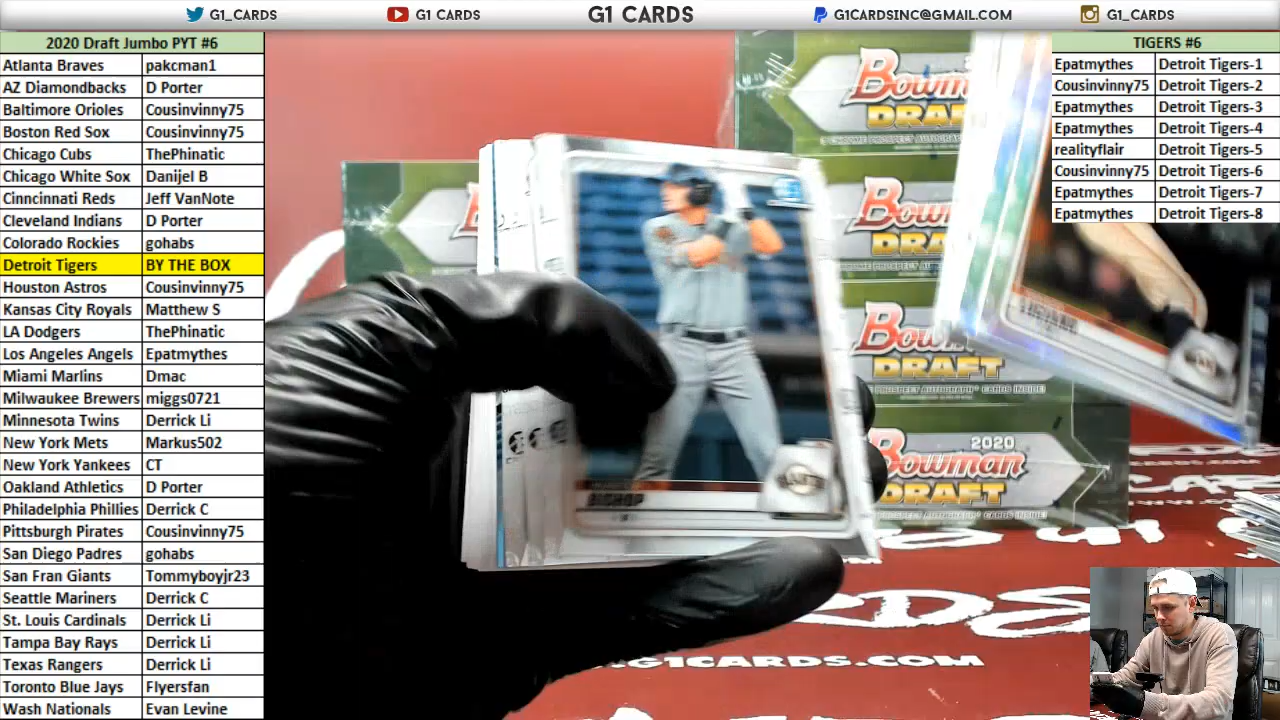 G1_CARDS
G1 CARDS
G1 CARDS
G1CARDSINC@GMAIL.COM
G1_CARDS
2020 Draft Jumbo PYT #6
Atlanta Braves pakcman1
AZ Diamondbacks D Porter
Baltimore Orioles Cousinvinny75
Boston Red Sox Cousinvinny75
Chicago Cubs ThePhinatic
Chicago White Sox Danijel B
Cinncinnati Reds Jeff VanNote
Cleveland Indians D Porter
Colorado Rockies gohabs
Detroit Tigers BY THE BOX
Houston Astros Cousinvinny75
Kansas City Royals Matthew S
LA Dodgers ThePhinatic
Los Angeles Angels Epatmythes
Miami Marlins Dmac
Milwaukee Brewers miggs0721
Minnesota Twins Derrick Li
New York Mets Markus502
New York Yankees CT
Oakland Athletics D Porter
Philadelphia Phillies Derrick C
Pittsburgh Pirates Cousinvinny75
San Diego Padres gohabs
San Fran Giants Tommyboyjr23
Seattle Mariners Derrick C
St. Louis Cardinals Derrick Li
Tampa Bay Rays Derrick Li
Texas Rangers Derrick Li
Toronto Blue Jays Flyersfan
Wash Nationals Evan Levine
TIGERS #6
Epatmythes Detroit Tigers-1
Cousinvinny75 Detroit Tigers-2
Epatmythes Detroit Tigers-3
Epatmythes Detroit Tigers-4
realityflair Detroit Tigers-5
Cousinvinny75 Detroit Tigers-6
Epatmythes Detroit Tigers-7
Epatmythes Detroit Tigers-8
DRAFT
2020
Bowman
DRAFT
BISHOP
G1CARDS.COM